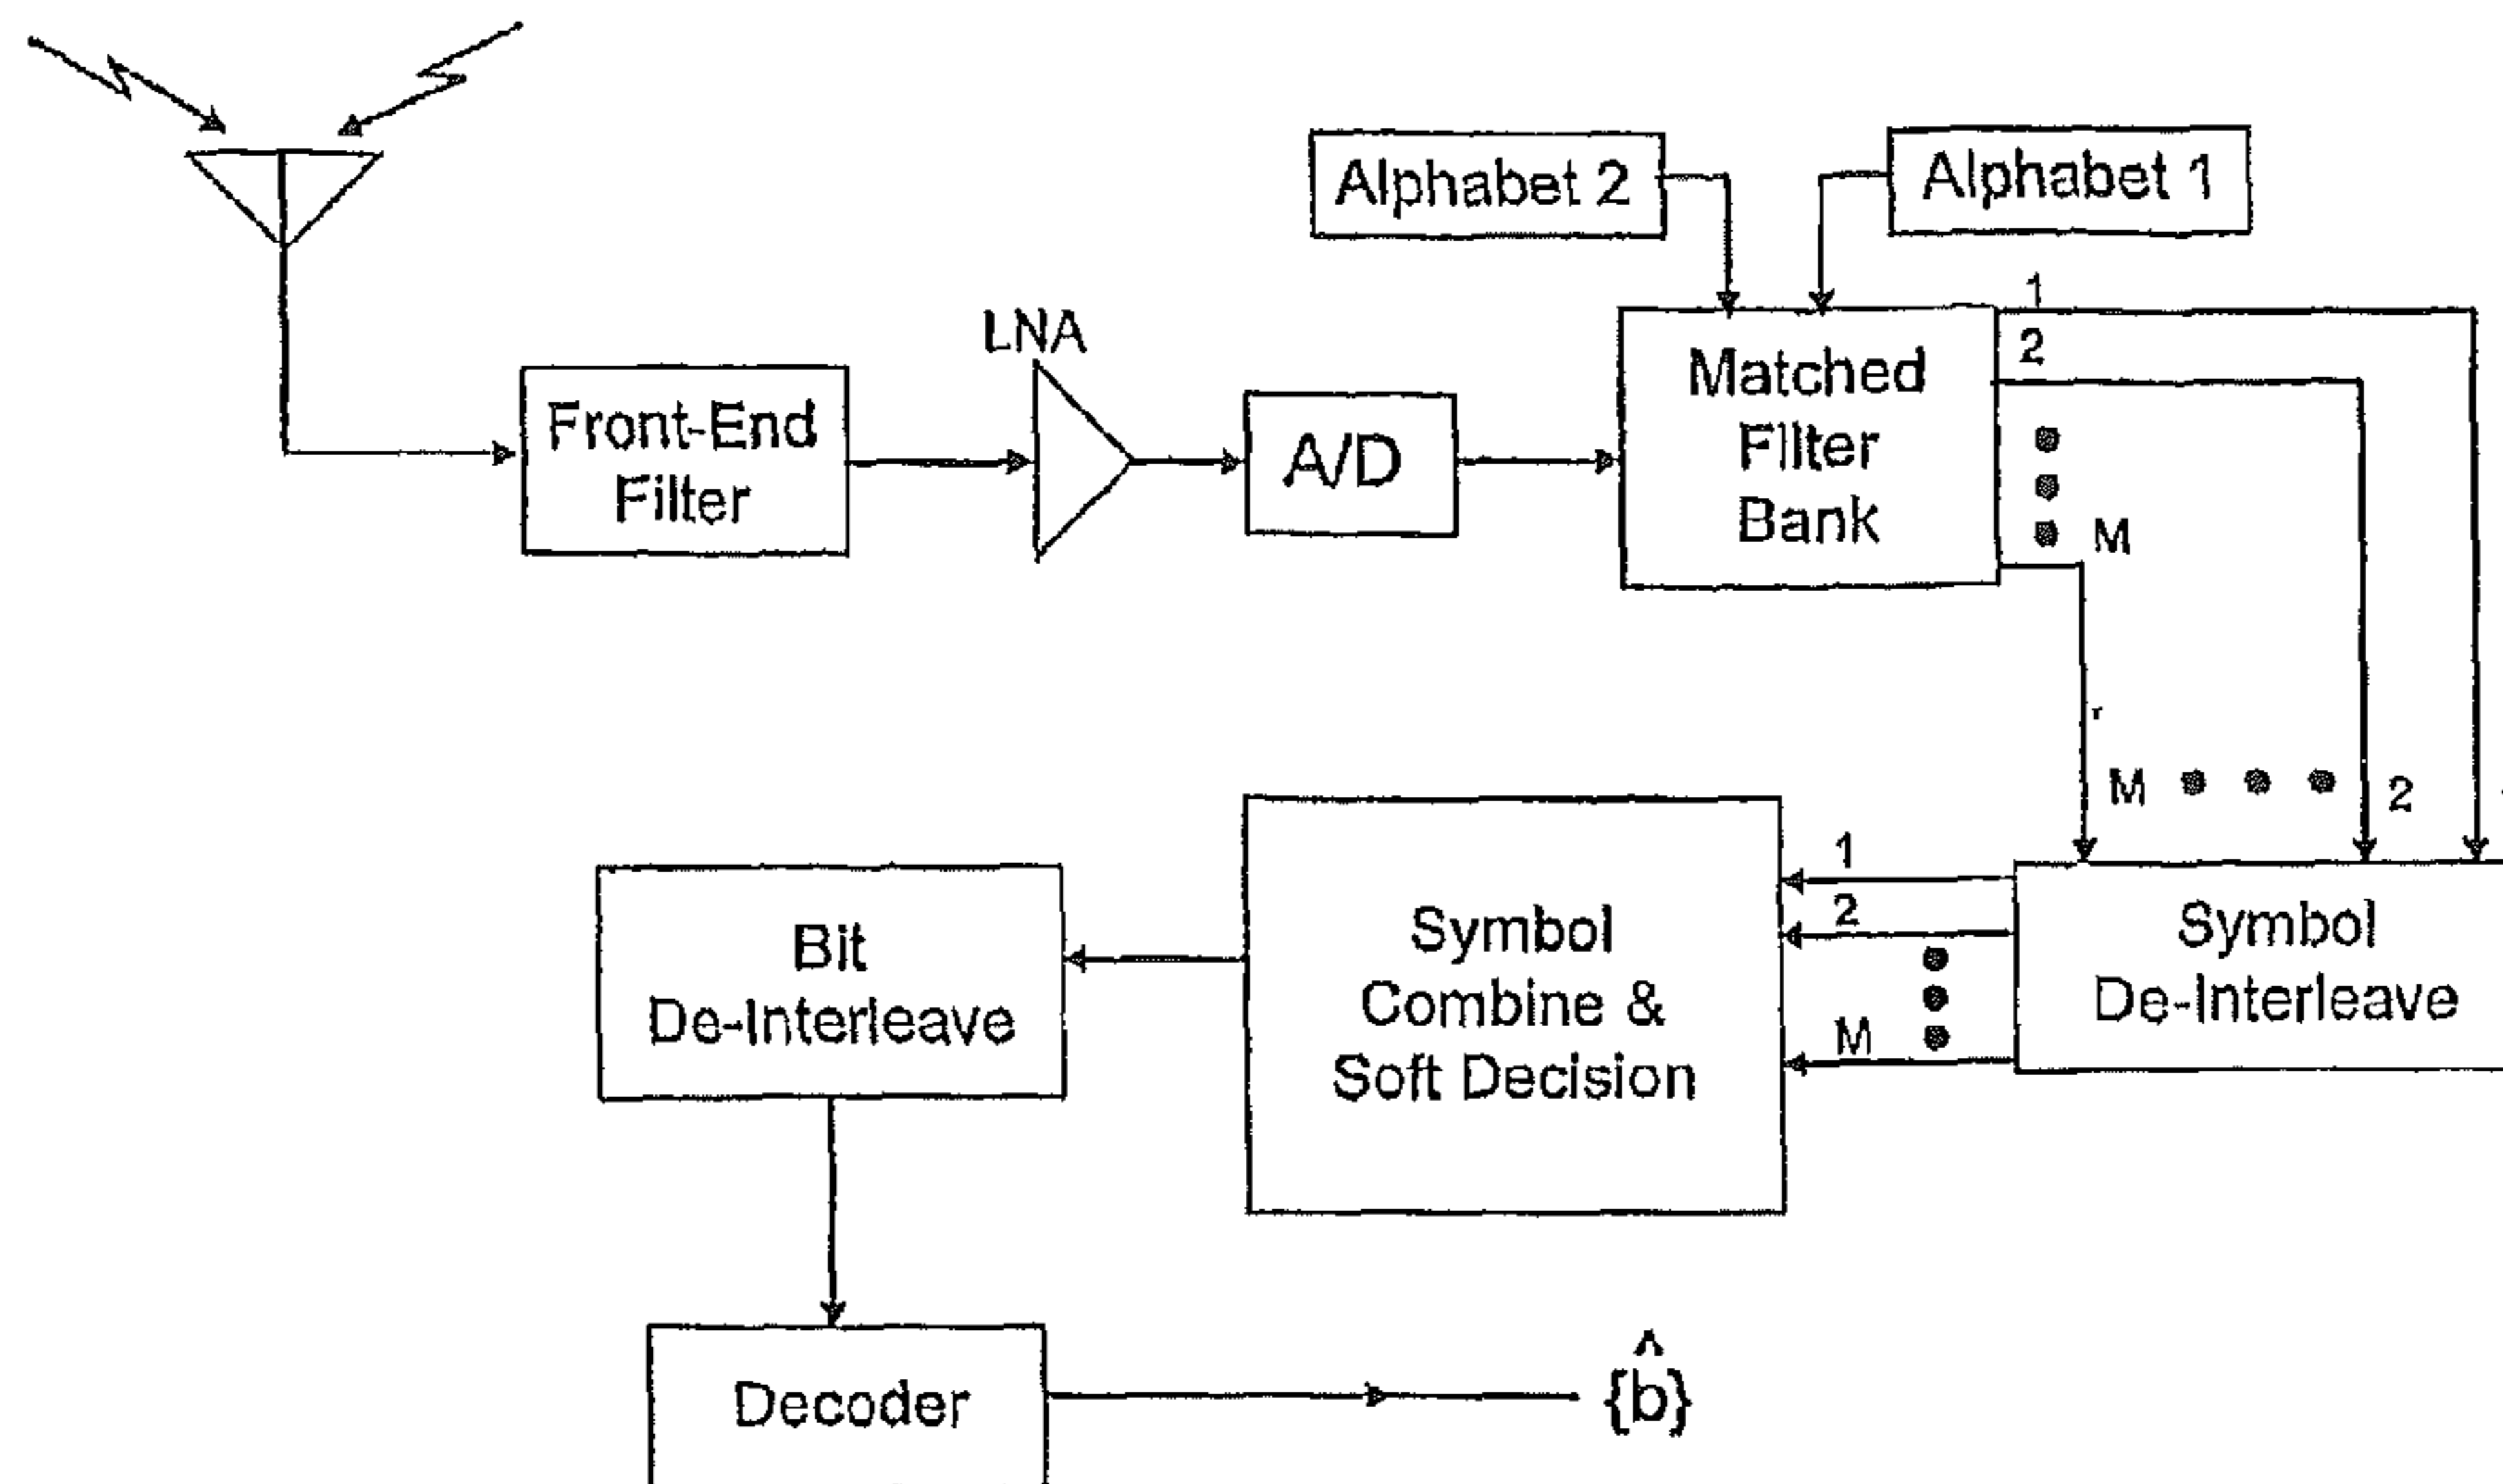 Alphabet 2
Alphabet 1
LNA
Front-End
Filter
A/D
Matched
Filter
Bank
1
2
M
M
2
1
2
M
Symbol
De-Interleave
Symbol
Combine &
Soft Decision
Bit
De-Interleave
Decoder
{b̂}